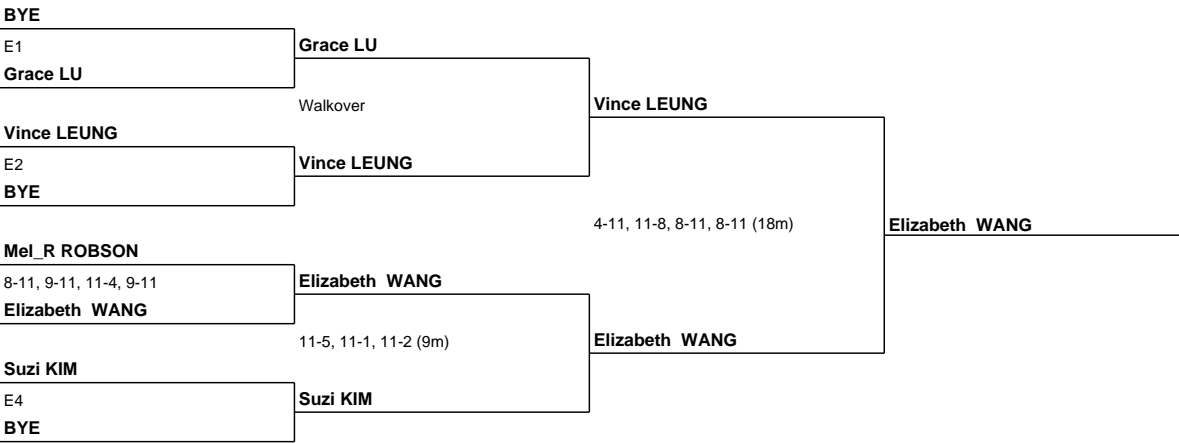 BYE
E1
Grace LU
Grace LU
Walkover
Vince LEUNG
Vince LEUNG
E2
BYE
Vince LEUNG
4-11, 11-8, 8-11, 8-11 (18m)
Elizabeth  WANG
Mel_R ROBSON
8-11, 9-11, 11-4, 9-11
Elizabeth  WANG
Elizabeth  WANG
11-5, 11-1, 11-2 (9m)
Elizabeth  WANG
Suzi KIM
E4
BYE
Suzi KIM